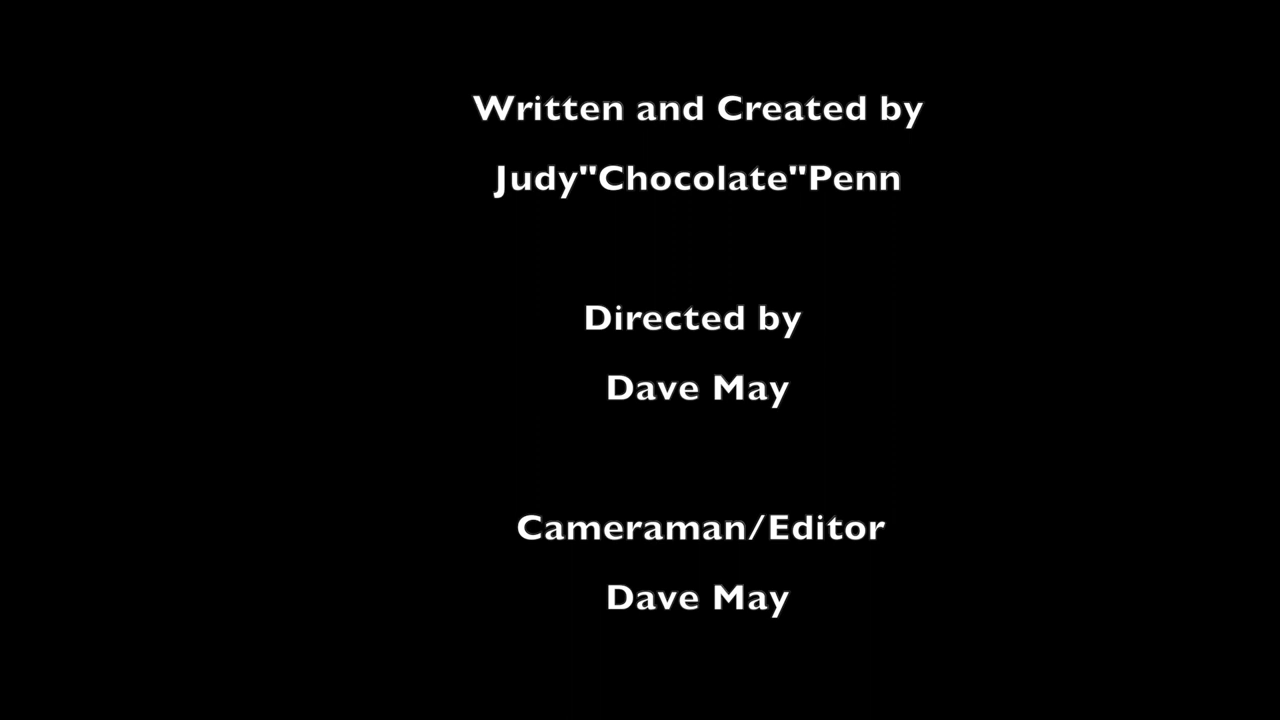 Written and Created by
Judy"Chocolate"Penn
Directed by
Dave May
Cameraman/Editor
Dave May